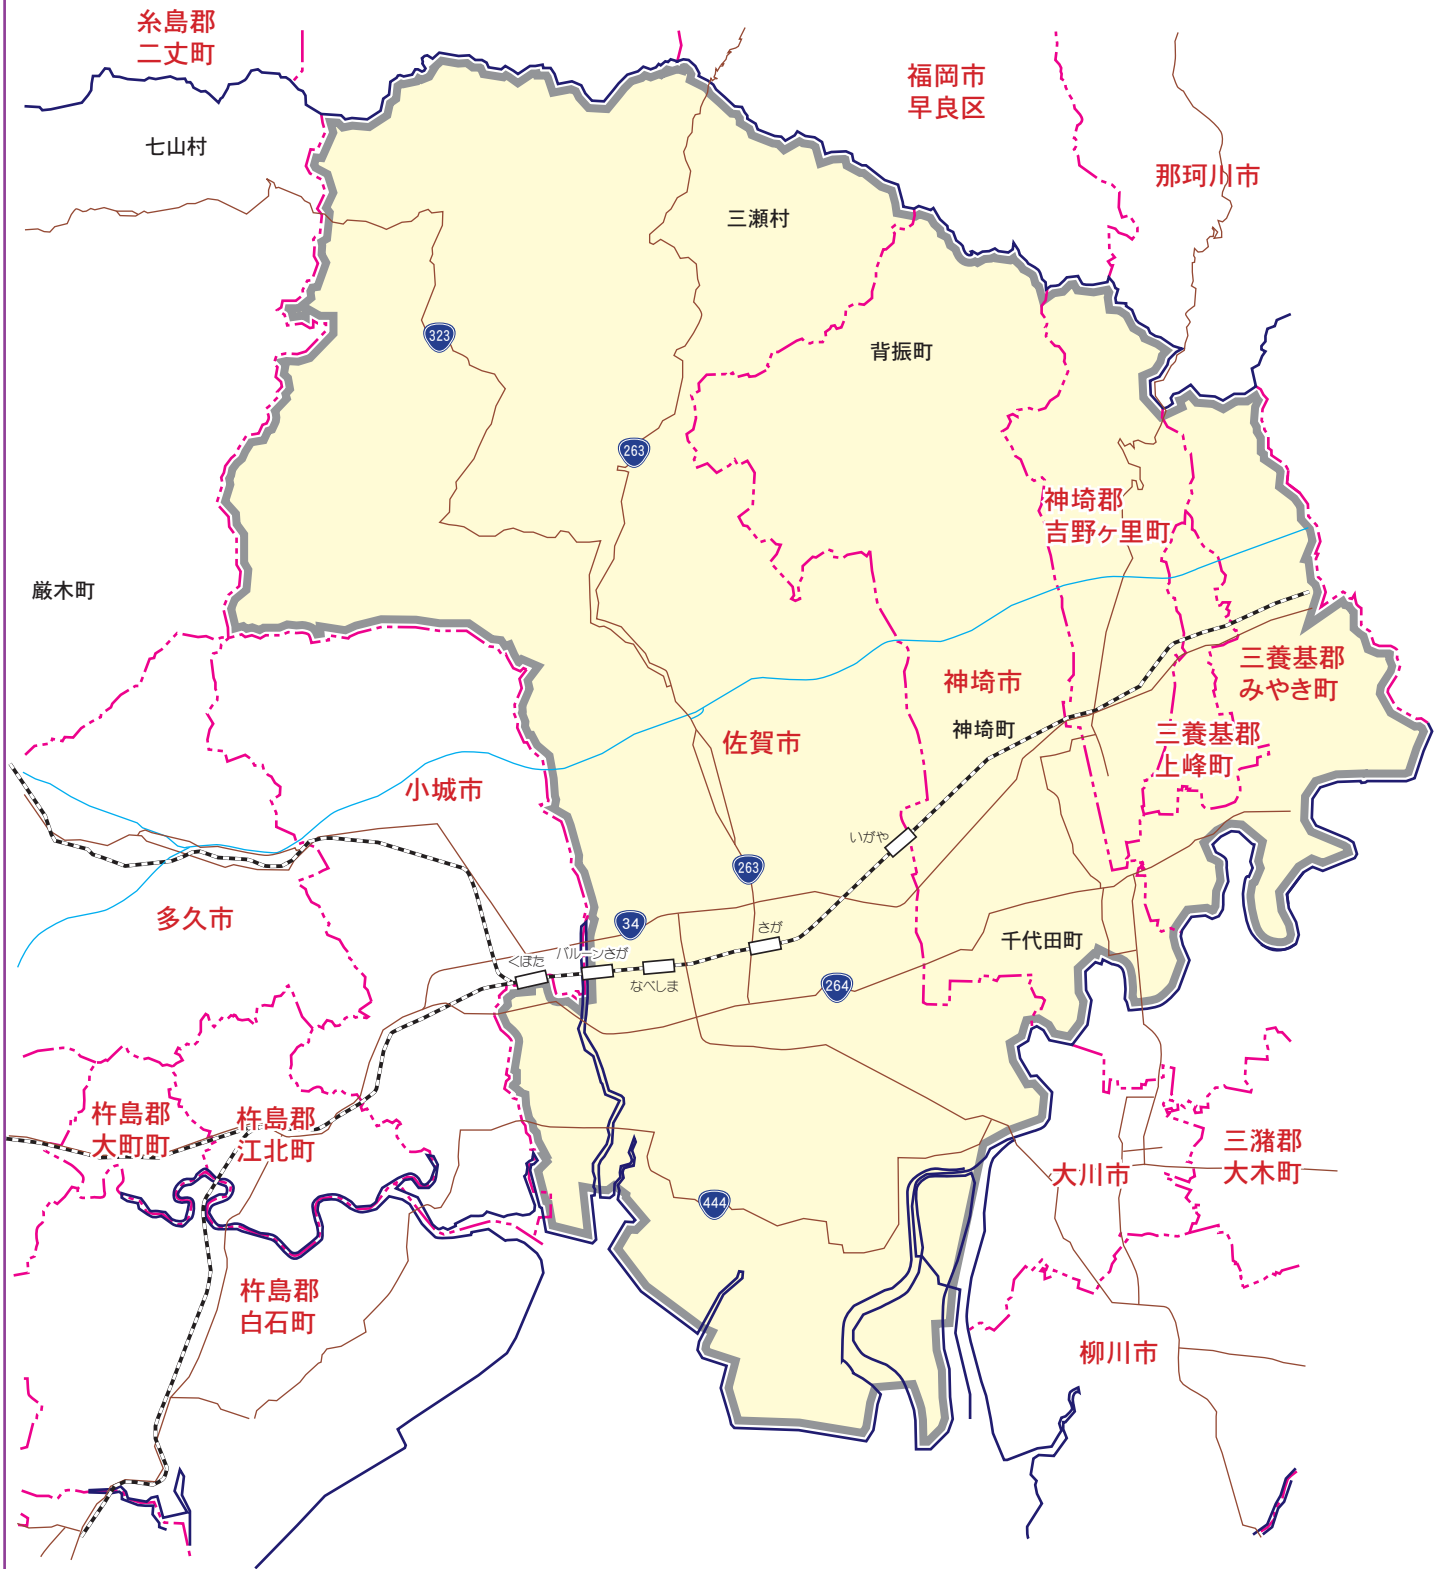 糸島郡
二丈町
福岡市
早良区
七山村
那珂川市
三瀬村
323
背振町
263
神埼郡
吉野ヶ里町
厳木町
三養基郡
みやき町
神埼市
神埼町
佐賀市
三養基郡
上峰町
小城市
いがや
263
多久市
34
さが
千代田町
くぼた
バルーンさが
なべしま
264
杵島郡
大町町
杵島郡
江北町
三潴郡
大木町
大川市
444
杵島郡
白石町
柳川市